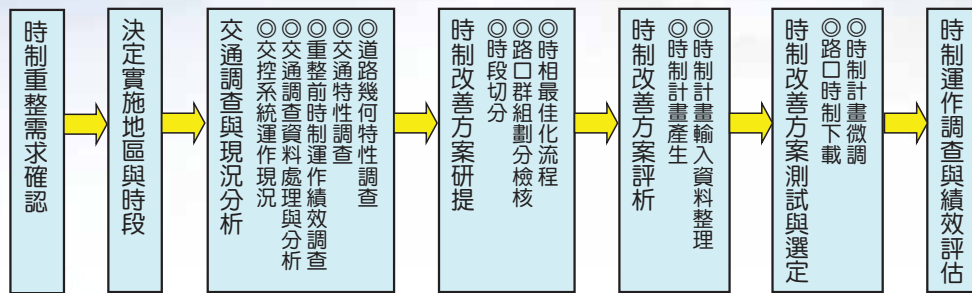 時制重整需求確認
決定實施地區與時段
交通調查與現況分析
◎道路幾何特性調查
◎交通特性調查
◎重整前時制運作績效調查
◎交通調查資料處理與分析
◎交控系統運作現況
時制改善方案研提
◎時相最佳化流程
◎路口群組劃分檢核
◎時段切分
時制改善方案評析
◎時制計畫輸入資料整理
◎時制計畫產生
時制改善方案測試與選定
◎時制計畫微調
◎路口時制下載
時制運作調查與績效評估